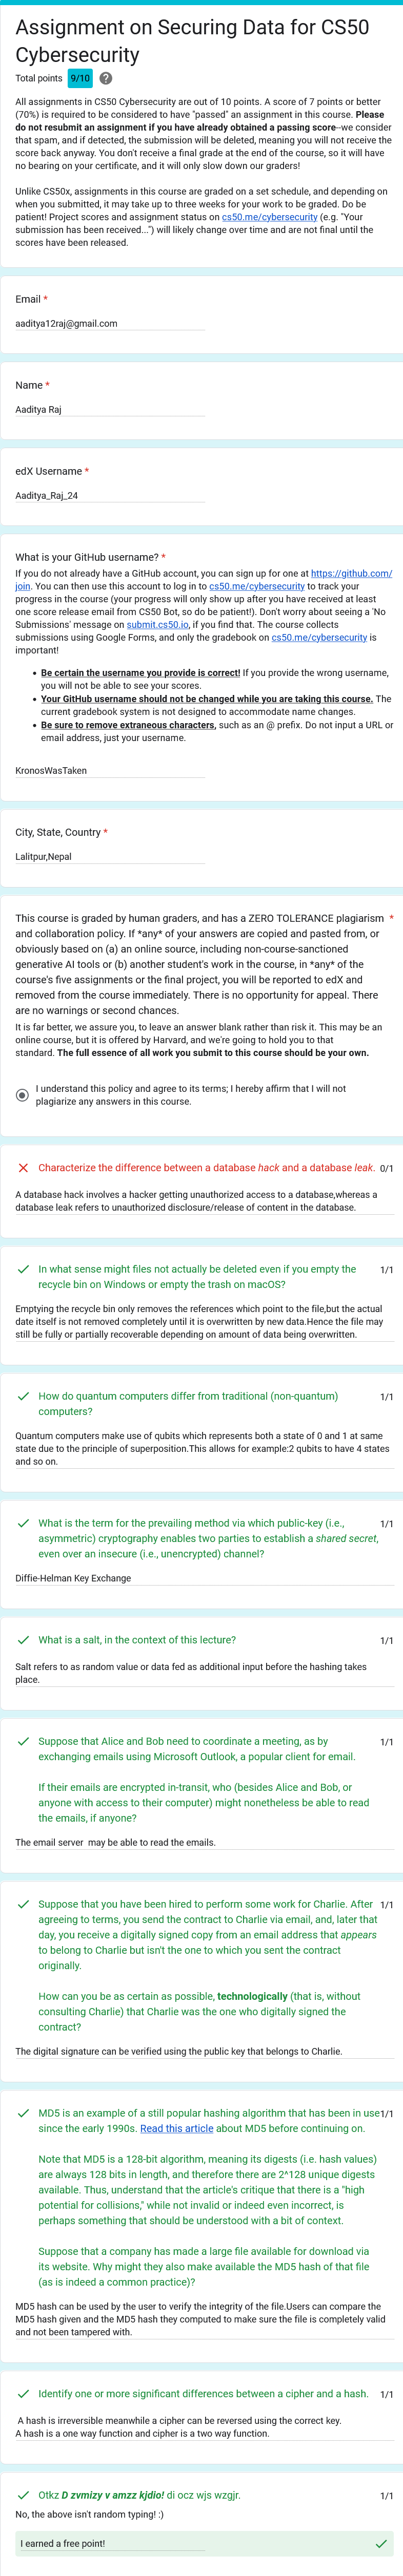 Assignment on Securing Data for CS50
Cybersecurity
Total points 9/10 ?
All assignments in CS50 Cybersecurity are out of 10 points. A score of 7 points or better
(70%) is required to be considered to have "passed" an assignment in this course. Please
do not resubmit an assignment if you have already obtained a passing score--we consider
that spam, and if detected, the submission will be deleted, meaning you will not receive the
score back anyway. You don't receive a final grade at the end of the course, so it will have
no bearing on your certificate, and it will only slow down our graders!
Unlike CS50x, assignments in this course are graded on a set schedule, and depending on
when you submitted, it may take up to three weeks for your work to be graded. Do be
patient! Project scores and assignment status on cs50.me/cybersecurity (e.g. "Your
submission has been received...") will likely change over time and are not final until the
scores have been released.
Email *
aaditya12raj@gmail.com
Name *
Aaditya Raj
edX Username *
Aaditya_Raj_24
What is your GitHub username? *
If you do not already have a GitHub account, you can sign up for one at https://github.com/
join. You can then use this account to log in to cs50.me/cybersecurity to track your
progress in the course (your progress will only show up after you have received at least
one score release email from CS50 Bot, so do be patient!). Don't worry about seeing a 'No
Submissions' message on submit.cs50.io, if you find that. The course collects
submissions using Google Forms, and only the gradebook on cs50.me/cybersecurity is
important!
• Be certain the username you provide is correct! If you provide the wrong username,
you will not be able to see your scores.
• Your GitHub username should not be changed while you are taking this course. The
current gradebook system is not designed to accommodate name changes.
• Be sure to remove extraneous characters, such as an @ prefix. Do not input a URL or
email address, just your username.
KronosWasTaken
City, State, Country *
Lalitpur,Nepal
This course is graded by human graders, and has a ZERO TOLERANCE plagiarism *
and collaboration policy. If *any* of your answers are copied and pasted from, or
obviously based on (a) an online source, including non-course-sanctioned
generative AI tools or (b) another student's work in the course, in *any* of the
course's five assignments or the final project, you will be reported to edX and
removed from the course immediately. There is no opportunity for appeal. There
are no warnings or second chances.
It is far better, we assure you, to leave an answer blank rather than risk it. This may be an
online course, but it is offered by Harvard, and we're going to hold you to that
standard. The full essence of all work you submit to this course should be your own.
I understand this policy and agree to its terms; I hereby affirm that I will not
plagiarize any answers in this course.
Characterize the difference between a database hack and a database leak. 0/1
A database hack involves a hacker getting unauthorized access to a database,whereas a
database leak refers to unauthorized disclosure/release of content in the database.
In what sense might files not actually be deleted even if you empty the 1/1
recycle bin on Windows or empty the trash on macOS?
Emptying the recycle bin only removes the references which point to the file,but the actual
date itself is not removed completely until it is overwritten by new data.Hence the file may
still be fully or partially recoverable depending on amount of data being overwritten.
How do quantum computers differ from traditional (non-quantum) 1/1
computers?
Quantum computers make use of qubits which represents both a state of 0 and 1 at same
state due to the principle of superposition.This allows for example:2 qubits to have 4 states
and so on.
What is the term for the prevailing method via which public-key (i.e., 1/1
asymmetric) cryptography enables two parties to establish a shared secret,
even over an insecure (i.e., unencrypted) channel?
Diffie-Helman Key Exchange
What is a salt, in the context of this lecture? 1/1
Salt refers to as random value or data fed as additional input before the hashing takes
place.
Suppose that Alice and Bob need to coordinate a meeting, as by 1/1
exchanging emails using Microsoft Outlook, a popular client for email.
If their emails are encrypted in-transit, who (besides Alice and Bob, or
anyone with access to their computer) might nonetheless be able to read
the emails, if anyone?
The email server may be able to read the emails.
Suppose that you have been hired to perform some work for Charlie. After 1/1
agreeing to terms, you send the contract to Charlie via email, and, later that
day, you receive a digitally signed copy from an email address that appears
to belong to Charlie but isn't the one to which you sent the contract
originally.
How can you be as certain as possible, technologically (that is, without
consulting Charlie) that Charlie was the one who digitally signed the
contract?
The digital signature can be verified using the public key that belongs to Charlie.
MD5 is an example of a still popular hashing algorithm that has been in use 1/1
since the early 1990s. Read this article about MD5 before continuing on.
Note that MD5 is a 128-bit algorithm, meaning its digests (i.e. hash values)
are always 128 bits in length, and therefore there are 2^128 unique digests
available. Thus, understand that the article's critique that there is a "high
potential for collisions," while not invalid or indeed even incorrect, is
perhaps something that should be understood with a bit of context.
Suppose that a company has made a large file available for download via
its website. Why might they also make available the MD5 hash of that file
(as is indeed a common practice)?
MD5 hash can be used by the user to verify the integrity of the file.Users can compare the
MD5 hash given and the MD5 hash they computed to make sure the file is completely valid
and not been tampered with.
Identify one or more significant differences between a cipher and a hash. 1/1
A hash is irreversible meanwhile a cipher can be reversed using the correct key.
A hash is a one way function and cipher is a two way function.
Otkz D zvmizy v amzz kjdio! di ocz wjs wzgjr. 1/1
No, the above isn't random typing! :)
I earned a free point!